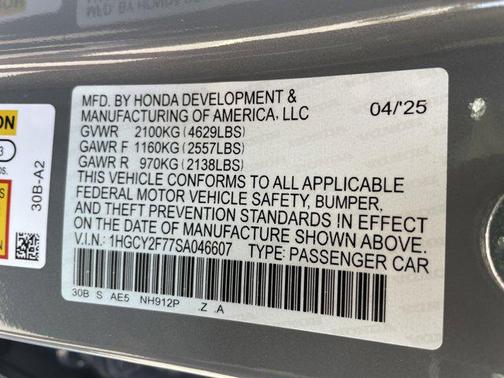 MFD. BY HONDA DEVELOPMENT &
MANUFACTURING OF AMERICA, LLC 04/'25
GVWR 2100KG (4629LBS)
GAWR F 1160KG (2557LBS)
GAWR R 970KG (2138LBS)
THIS VEHICLE CONFORMS TO ALL APPLICABLE
FEDERAL MOTOR VEHICLE SAFETY, BUMPER,
AND THEFT PREVENTION STANDARDS IN EFFECT
ON THE DATE OF MANUFACTURE SHOWN ABOVE.
V.I.N.: 1HGCY2F77SA046607 TYPE: PASSENGER CAR
30B S AE5 NH912P .Z .A
ON
3
30B-A2